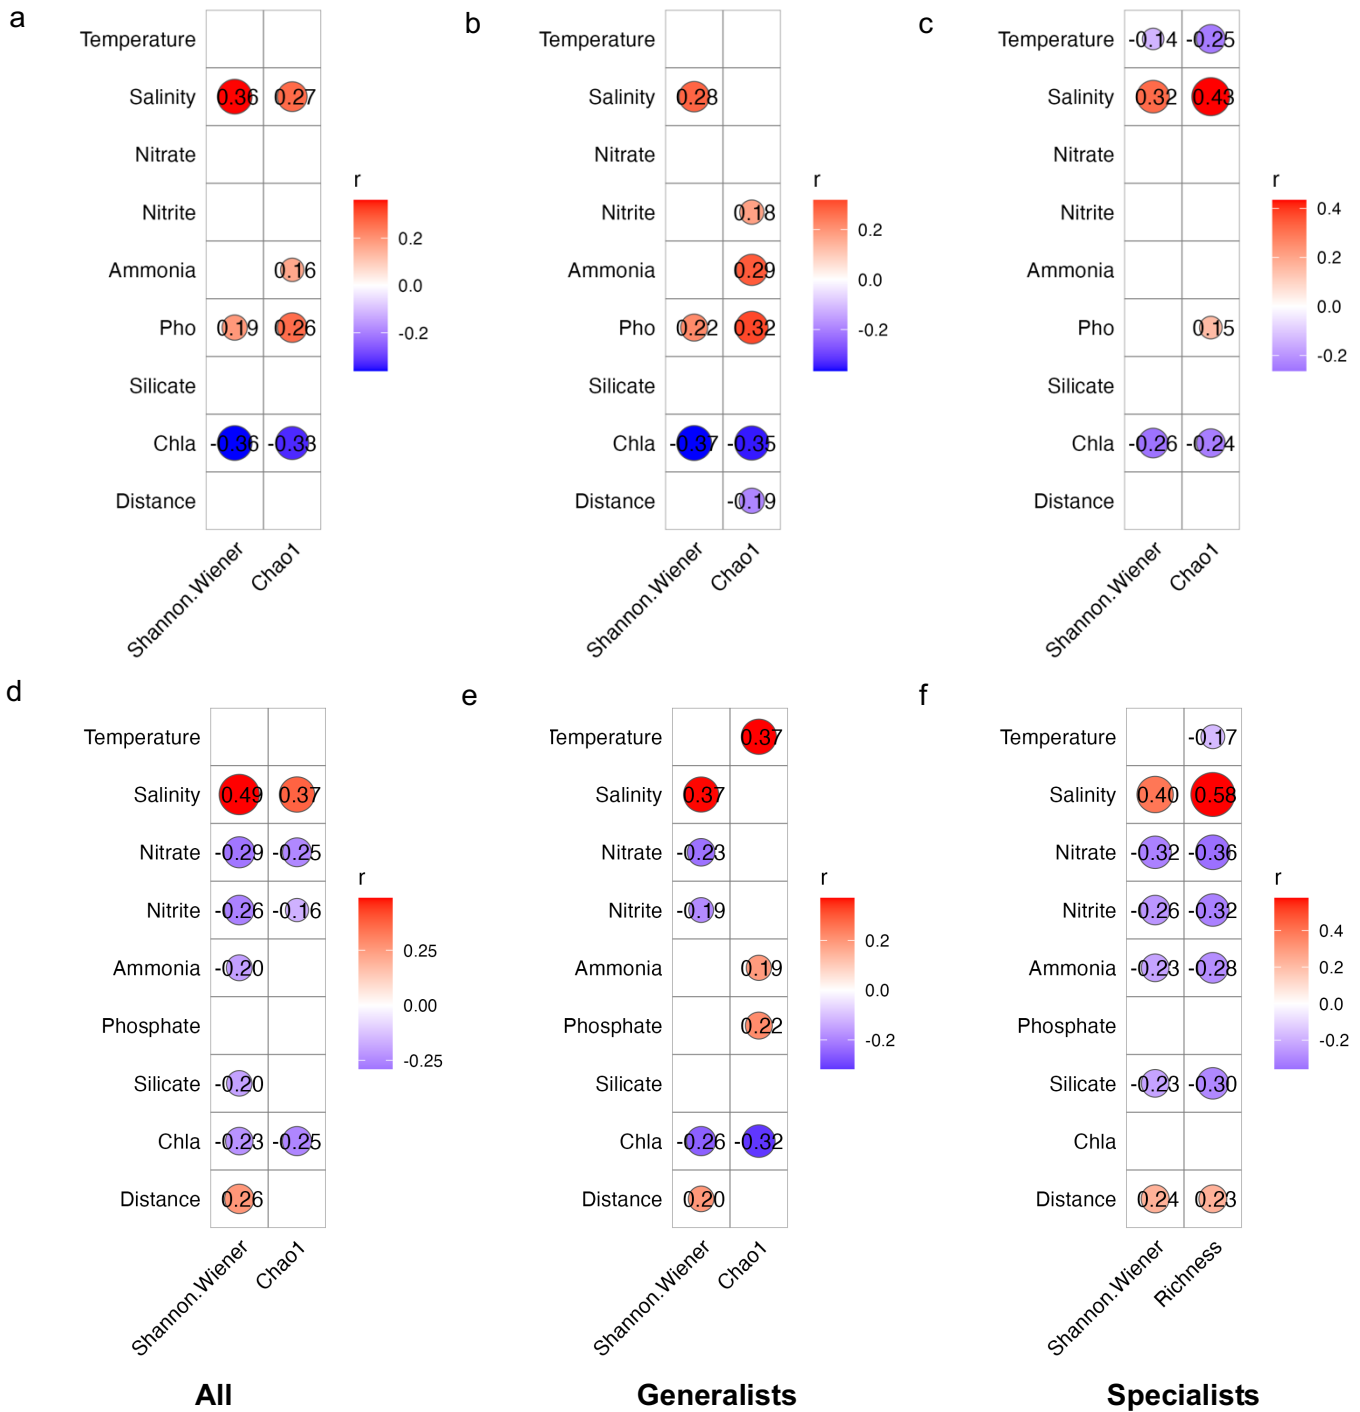 a
Temperature
Salinity 0.36 0.27
Nitrate
Nitrite
Ammonia 0.16
Pho 0.19 0.26
Silicate
Chla -0.36 -0.33
Distance
Shannon.Wiener Chao1
r
0.2
0.0
-0.2
b
Temperature
Salinity 0.28
Nitrate
Nitrite 0.18
Ammonia 0.29
Pho 0.22 0.32
Silicate
Chla -0.37 -0.35
Distance -0.19
Shannon.Wiener Chao1
r
0.2
0.0
-0.2
c
Temperature -0.14 -0.25
Salinity 0.32 0.43
Nitrate
Nitrite
Ammonia
Pho 0.15
Silicate
Chla -0.26 -0.24
Distance
Shannon.Wiener Chao1
r
0.4
0.2
0.0
-0.2
d
Temperature
Salinity 0.49 0.37
Nitrate -0.29 -0.25
Nitrite -0.26 -0.16
Ammonia -0.20
Phosphate
Silicate -0.20
Chla -0.23 -0.25
Distance 0.26
Shannon.Wiener Chao1
r
0.25
0.00
-0.25
All
e
Temperature 0.37
Salinity 0.37
Nitrate -0.23
Nitrite -0.19
Ammonia 0.19
Phosphate 0.22
Silicate
Chla -0.26 -0.32
Distance 0.20
Shannon.Wiener Chao1
r
0.2
0.0
-0.2
Generalists
f
Temperature -0.17
Salinity 0.40 0.58
Nitrate -0.32 -0.36
Nitrite -0.26 -0.32
Ammonia -0.23 -0.28
Phosphate
Silicate -0.23 -0.30
Chla
Distance 0.24 0.23
Shannon.Wiener Richness
r
0.4
0.2
0.0
-0.2
Specialists